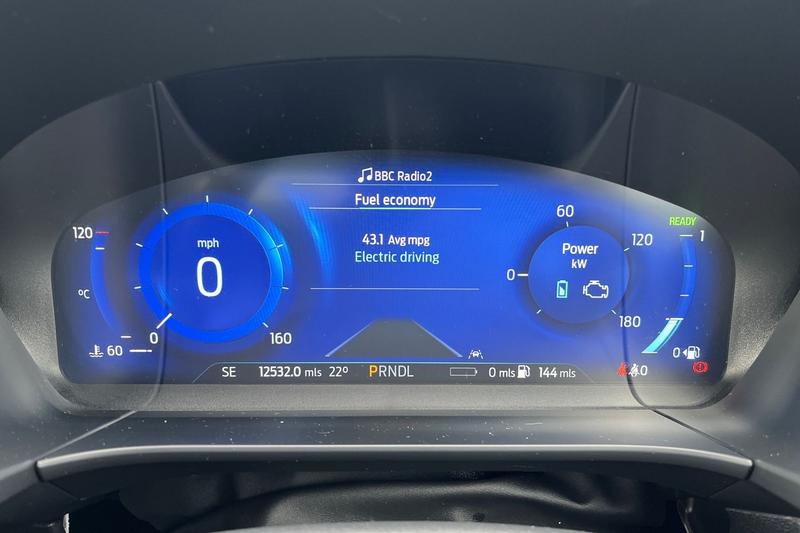 BBC Radio2
Fuel economy
43.1 Avg mpg
Electric driving
120
°C
60
mph
0
0
160
60
0
120
180
Power
kW
READY
1
0
SE 12532.0 mls 22° PRNDL 0 mls 144 mls 0